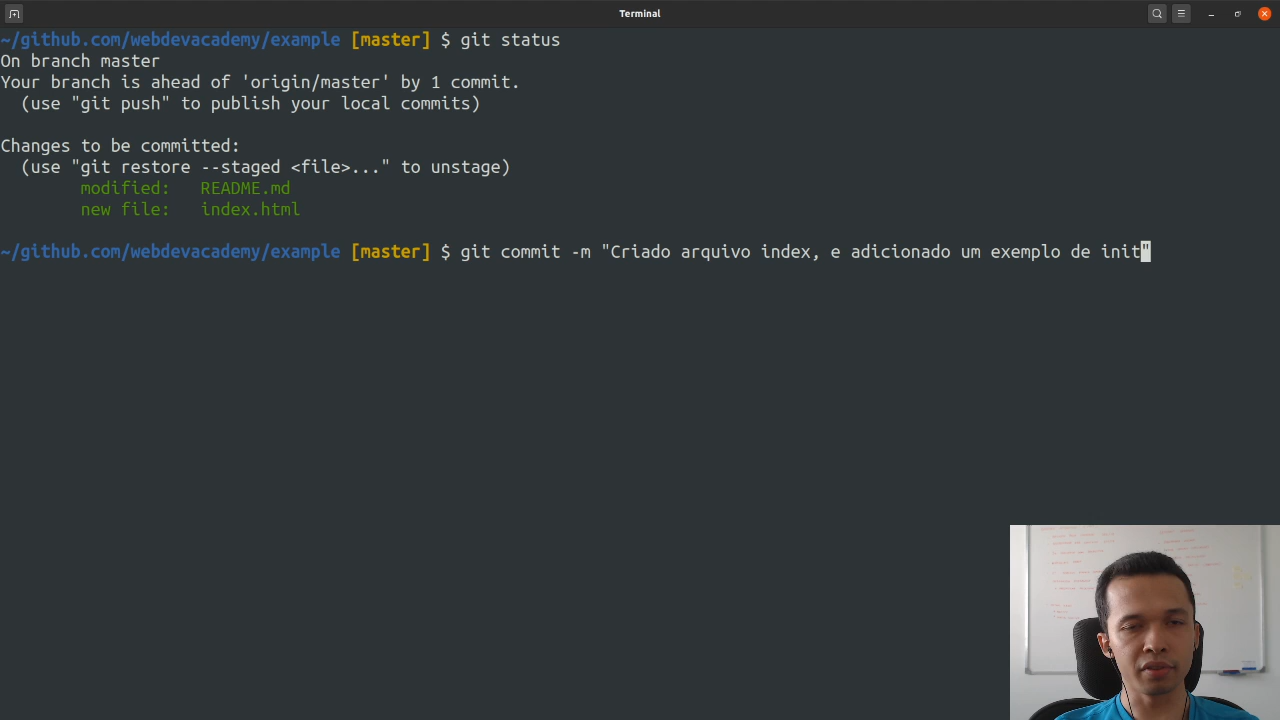 Terminal
~/github.com/webdevacademy/example [master] $ git status
On branch master
Your branch is ahead of 'origin/master' by 1 commit.
  (use "git push" to publish your local commits)
Changes to be committed:
  (use "git restore --staged <file>..." to unstage)
        modified:   README.md
        new file:   index.html
~/github.com/webdevacademy/example [master] $ git commit -m "Criado arquivo index, e adicionado um exemplo de init"